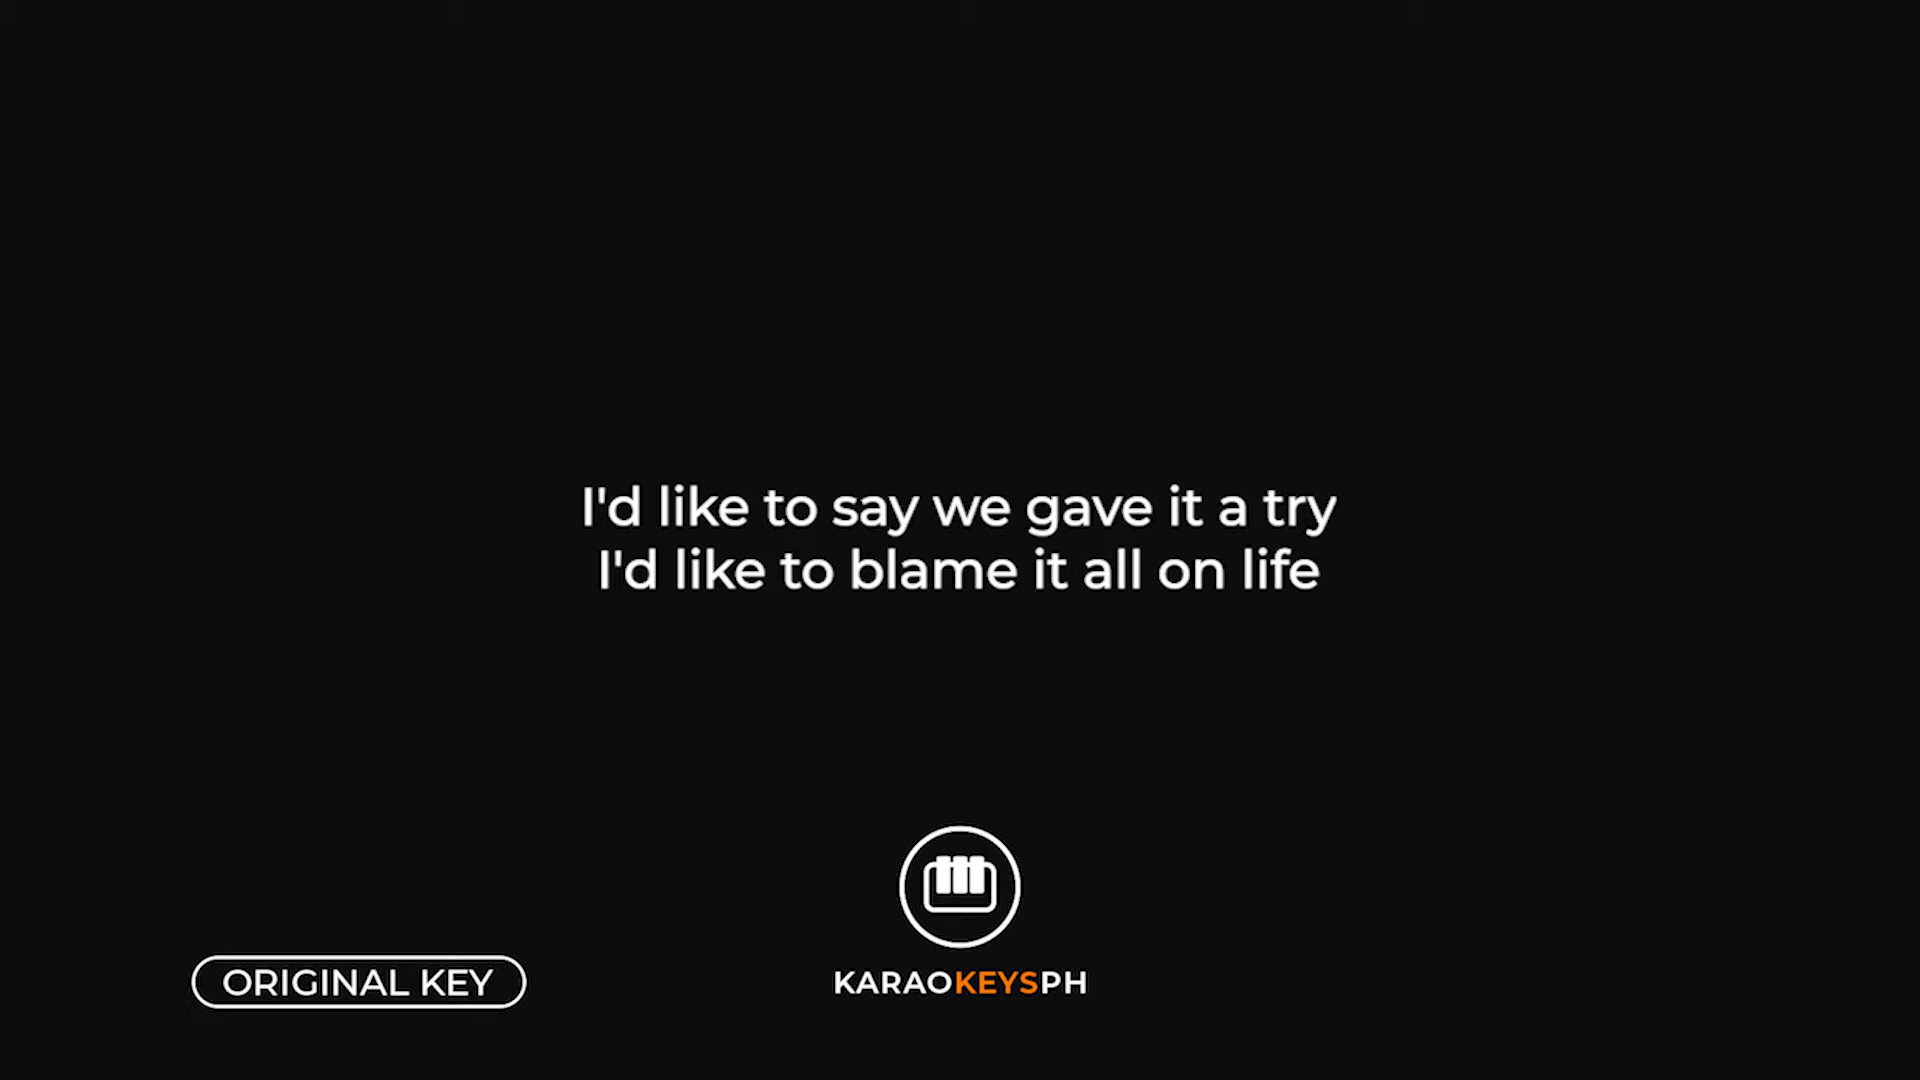 I'd like to say we gave it a try
I'd like to blame it all on life
ORIGINAL KEY
KARAOKEYSPH